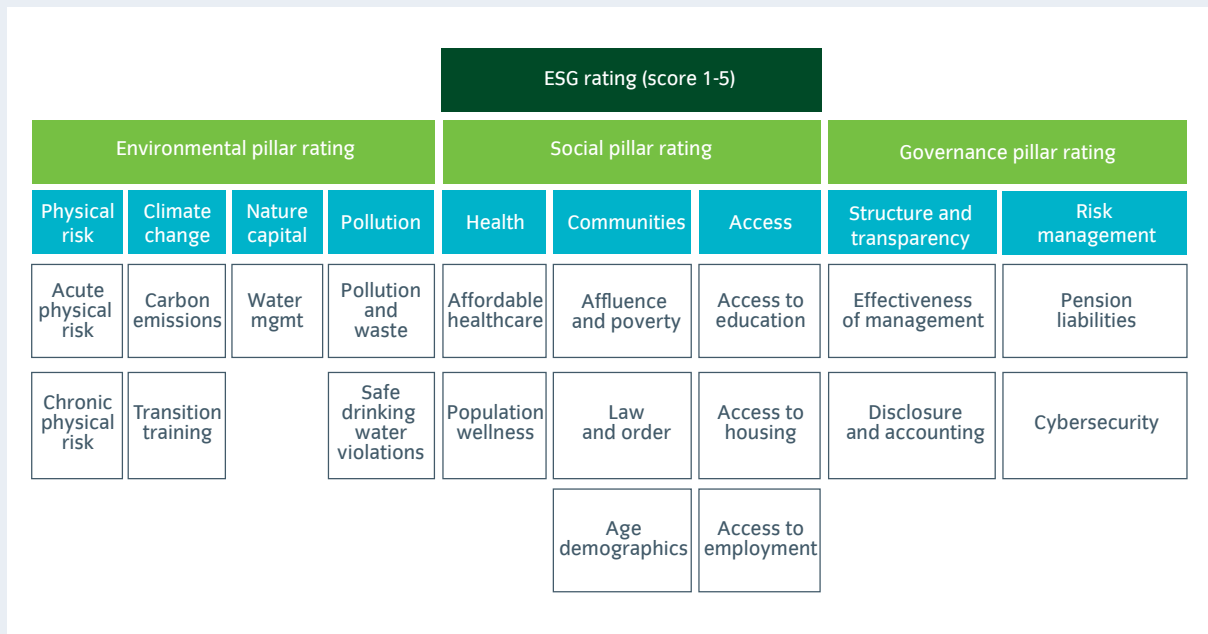 ESG rating (score 1-5)
Environmental pillar rating
Social pillar rating
Governance pillar rating
Physical
risk
Climate
change
Nature
capital
Pollution
Health
Communities
Access
Structure and
transparency
Risk
management
Acute
physical
risk
Carbon
emissions
Water
mgmt
Pollution
and
waste
Affordable
healthcare
Affluence
and poverty
Access to
education
Effectiveness
of management
Pension
liabilities
Chronic
physical
risk
Transition
training
Safe
drinking
water
violations
Population
wellness
Law
and order
Access to
housing
Disclosure
and accounting
Cybersecurity
Age
demographics
Access to
employment